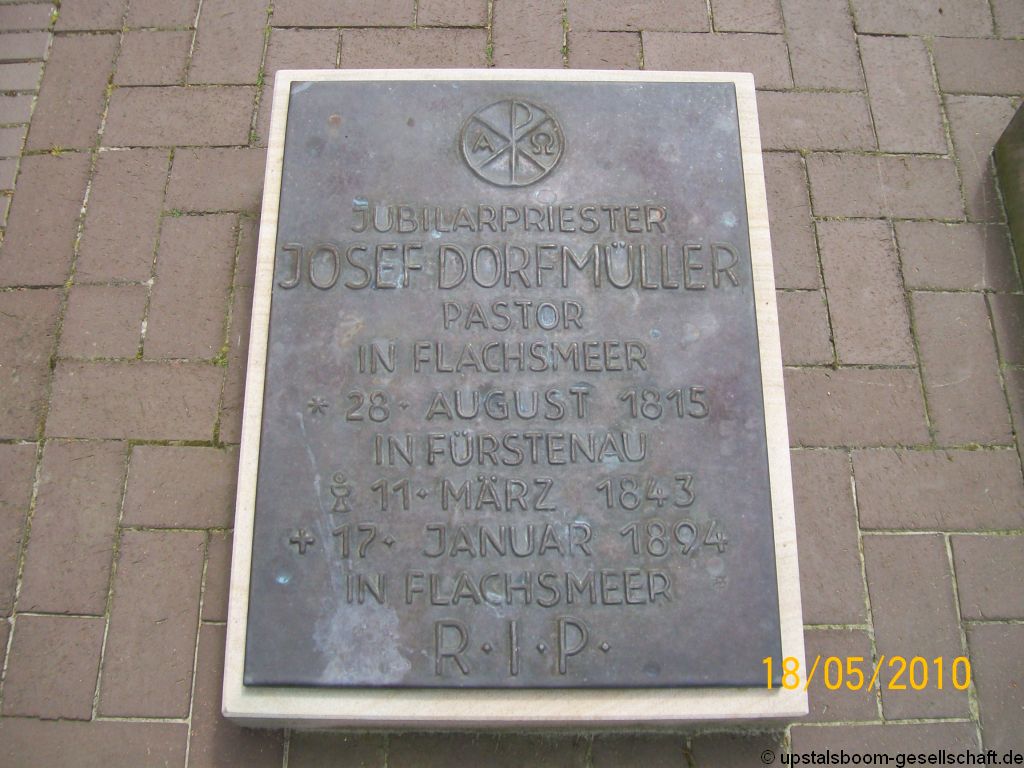 Α Ω
JUBILARPRIESTER
JOSEF DORFMÜLLER
PASTOR
IN FLACHSMEER
* 28· AUGUST 1815
IN FÜRSTENAU
11· MÄRZ 1843
+ 17· JANUAR 1894
IN FLACHSMEER
R·I·P·
18/05/2010
© upstalsboom-gesellschaft.de